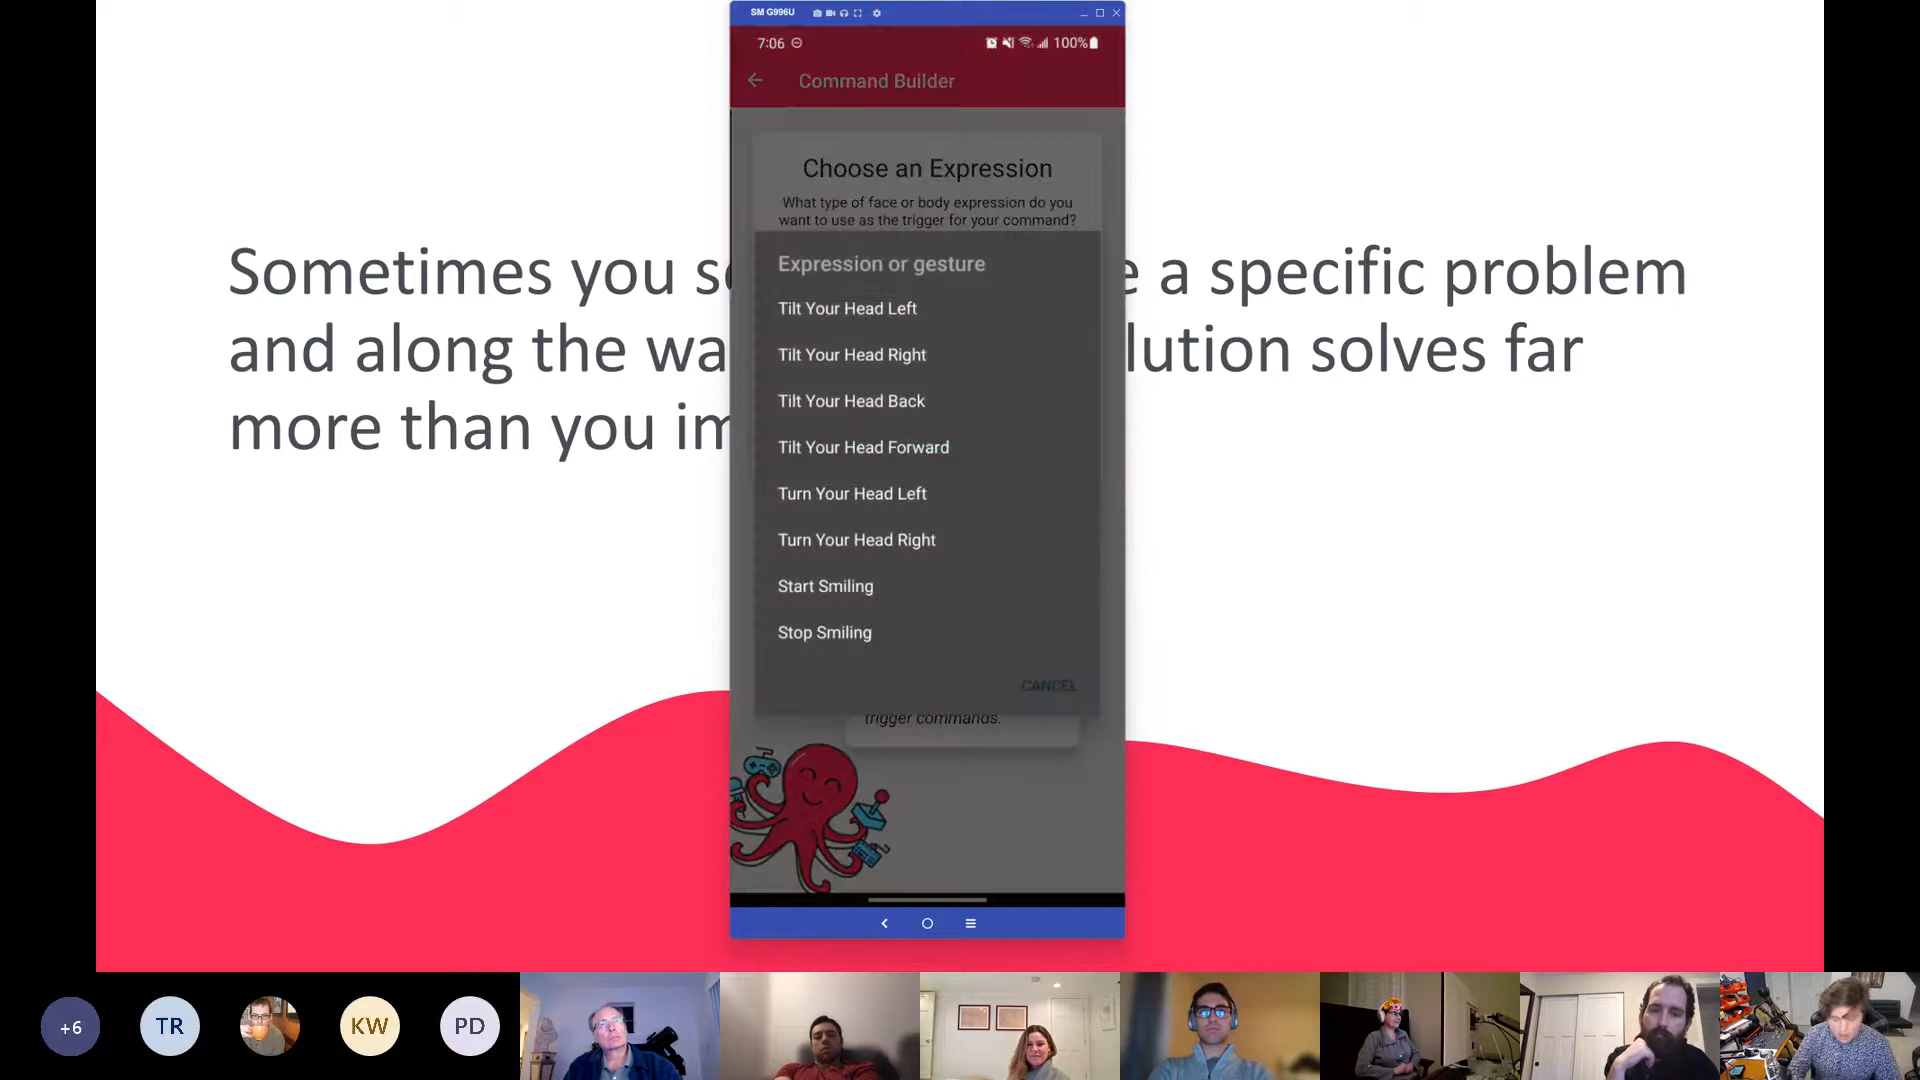 SM G996U
7:06
100%
Command Builder
Choose an Expression
What type of face or body expression do you
want to use as the trigger for your command?
Expression or gesture
Tilt Your Head Left
Tilt Your Head Right
Tilt Your Head Back
Tilt Your Head Forward
Turn Your Head Left
Turn Your Head Right
Start Smiling
Stop Smiling
CANCEL
trigger commands.
Sometimes you s e a specific problem
and along the wa lution solves far
more than you im
+6
TR
KW
PD